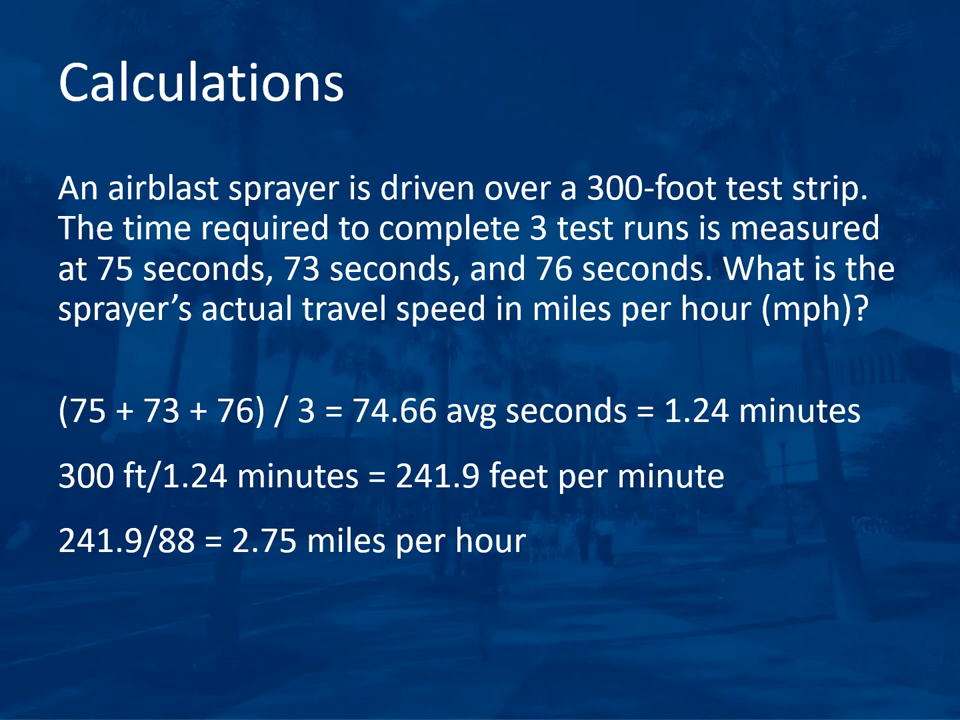 Calculations
An airblast sprayer is driven over a 300-foot test strip.
The time required to complete 3 test runs is measured
at 75 seconds, 73 seconds, and 76 seconds. What is the
sprayer’s actual travel speed in miles per hour (mph)?
(75 + 73 + 76) / 3 = 74.66 avg seconds = 1.24 minutes
300 ft/1.24 minutes = 241.9 feet per minute
241.9/88 = 2.75 miles per hour